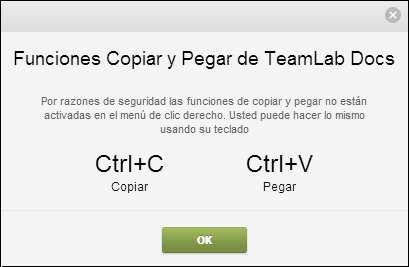 Funciones Copiar y Pegar de TeamLab Docs
Por razones de seguridad las funciones de copiar y pegar no están
activadas en el menú de clic derecho. Usted puede hacer lo mismo
usando su teclado
Ctrl+C Ctrl+V
Copiar Pegar
OK